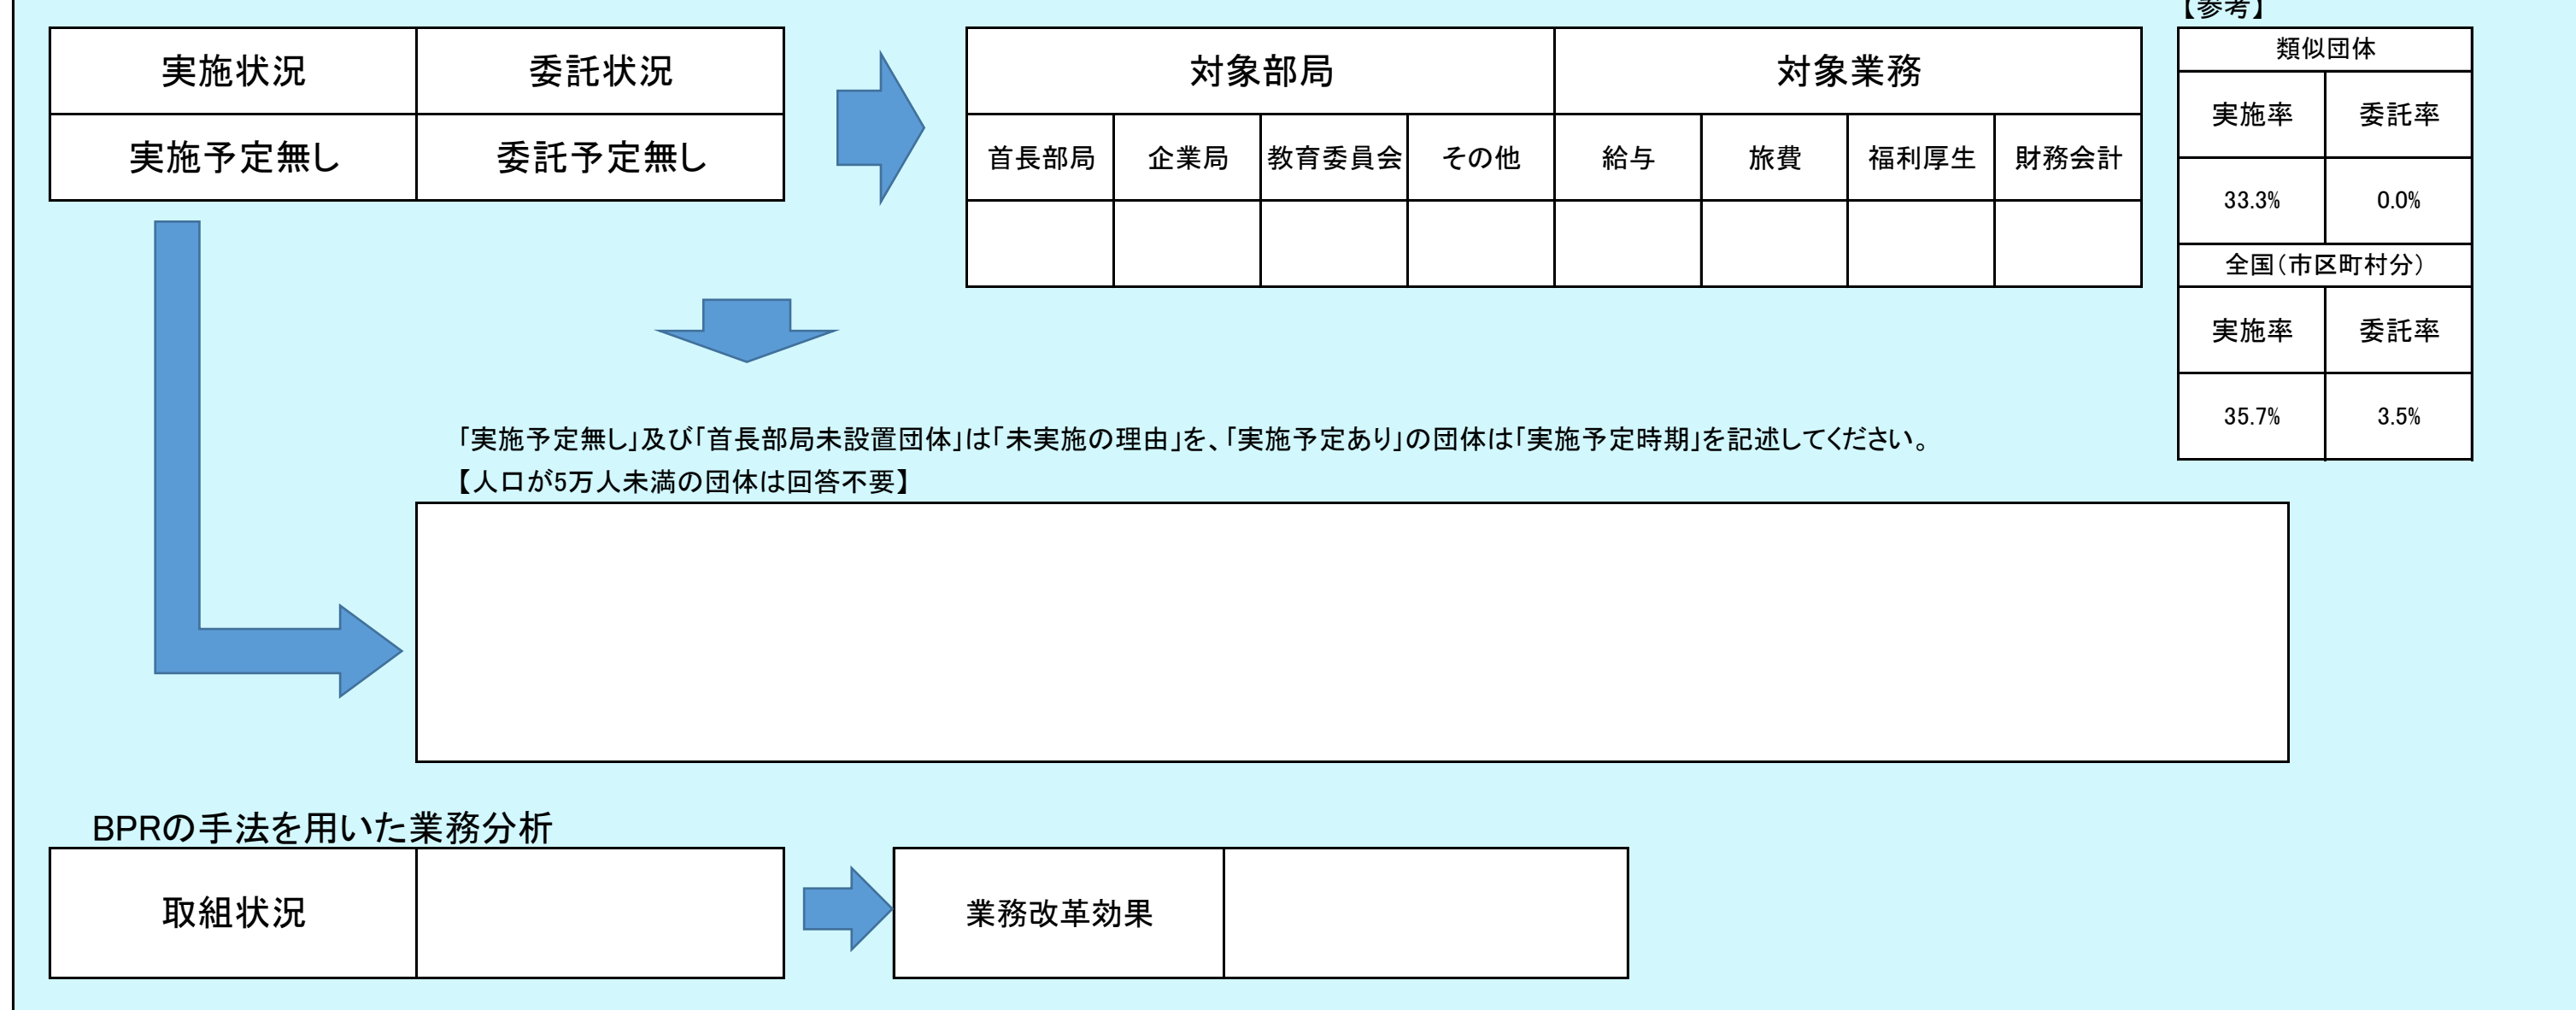 【参考】
実施状況 委託状況
実施予定無し 委託予定無し
対象部局 対象業務
首長部局 企業局 教育委員会 その他 給与 旅費 福利厚生 財務会計
類似団体
実施率 委託率
33.3% 0.0%
全国(市区町村分)
実施率 委託率
35.7% 3.5%
「実施予定無し」及び「首長部局未設置団体」は「未実施の理由」を、「実施予定あり」の団体は「実施予定時期」を記述してください。
【人口が5万人未満の団体は回答不要】
BPRの手法を用いた業務分析
取組状況
業務改革効果